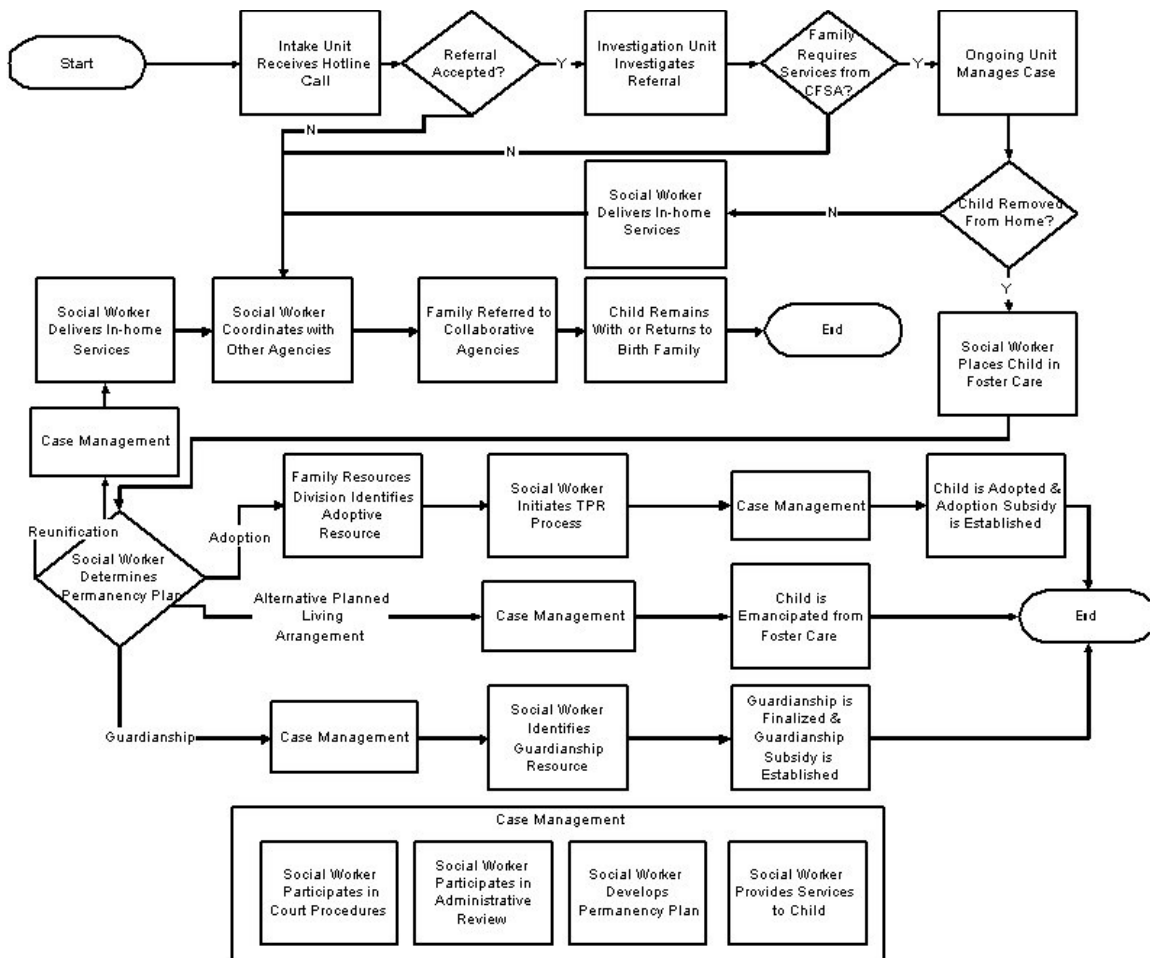 Start
Intake Unit
Receives Hotline
Call
Referral
Accepted?
Y
Investigation Unit
Investigates
Referral
Family
Requires
Services from
CFSA?
Y
Ongoing Unit
Manages Case
N
N
Social Worker
Delivers In-home
Services
N
Child Removed
From Home?
Y
Social Worker
Delivers In-home
Services
Social Worker
Coordinates with
Other Agencies
Family Referred to
Collaborative
Agencies
Child Remains
With or Returns to
Birth Family
End
Social Worker
Places Child in
Foster Care
Case Management
Reunification
Social Worker
Determines
Permanency Plan
Adoption
Family Resources
Division Identifies
Adoptive
Resource
Social Worker
Initiates TPR
Process
Case Management
Child is Adopted &
Adoption Subsidy
is Established
Alternative Planned
Living
Arrangement
Case Management
Child is
Emancipated from
Foster Care
End
Guardianship
Case Management
Social Worker
Identifies
Guardianship
Resource
Guardianship is
Finalized &
Guardianship
Subsidy is
Established
Case Management
Social Worker
Participates in
Court Procedures
Social Worker
Participates in
Administrative
Review
Social Worker
Develops
Permanency Plan
Social Worker
Provides Services
to Child